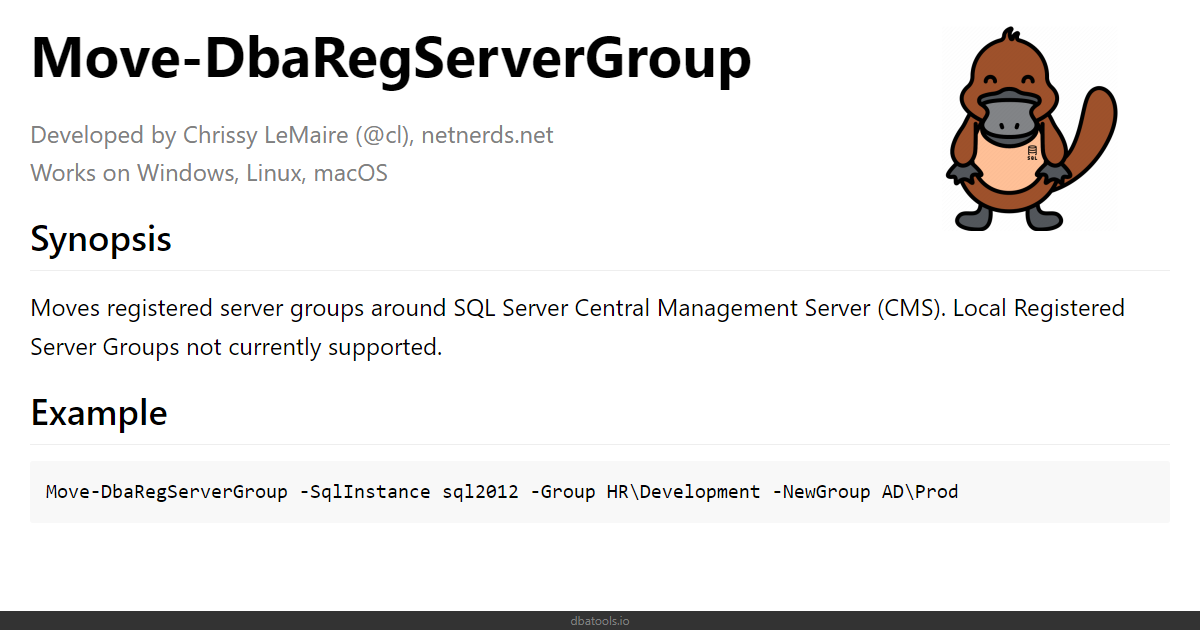 Move-DbaRegServerGroup
Developed by Chrissy LeMaire (@cl), netnerds.net
Works on Windows, Linux, macOS
SQL
Synopsis
Moves registered server groups around SQL Server Central Management Server (CMS). Local Registered
Server Groups not currently supported.
Example
Move-DbaRegServerGroup -SqlInstance sql2012 -Group HR\Development -NewGroup AD\Prod
dbatools.io